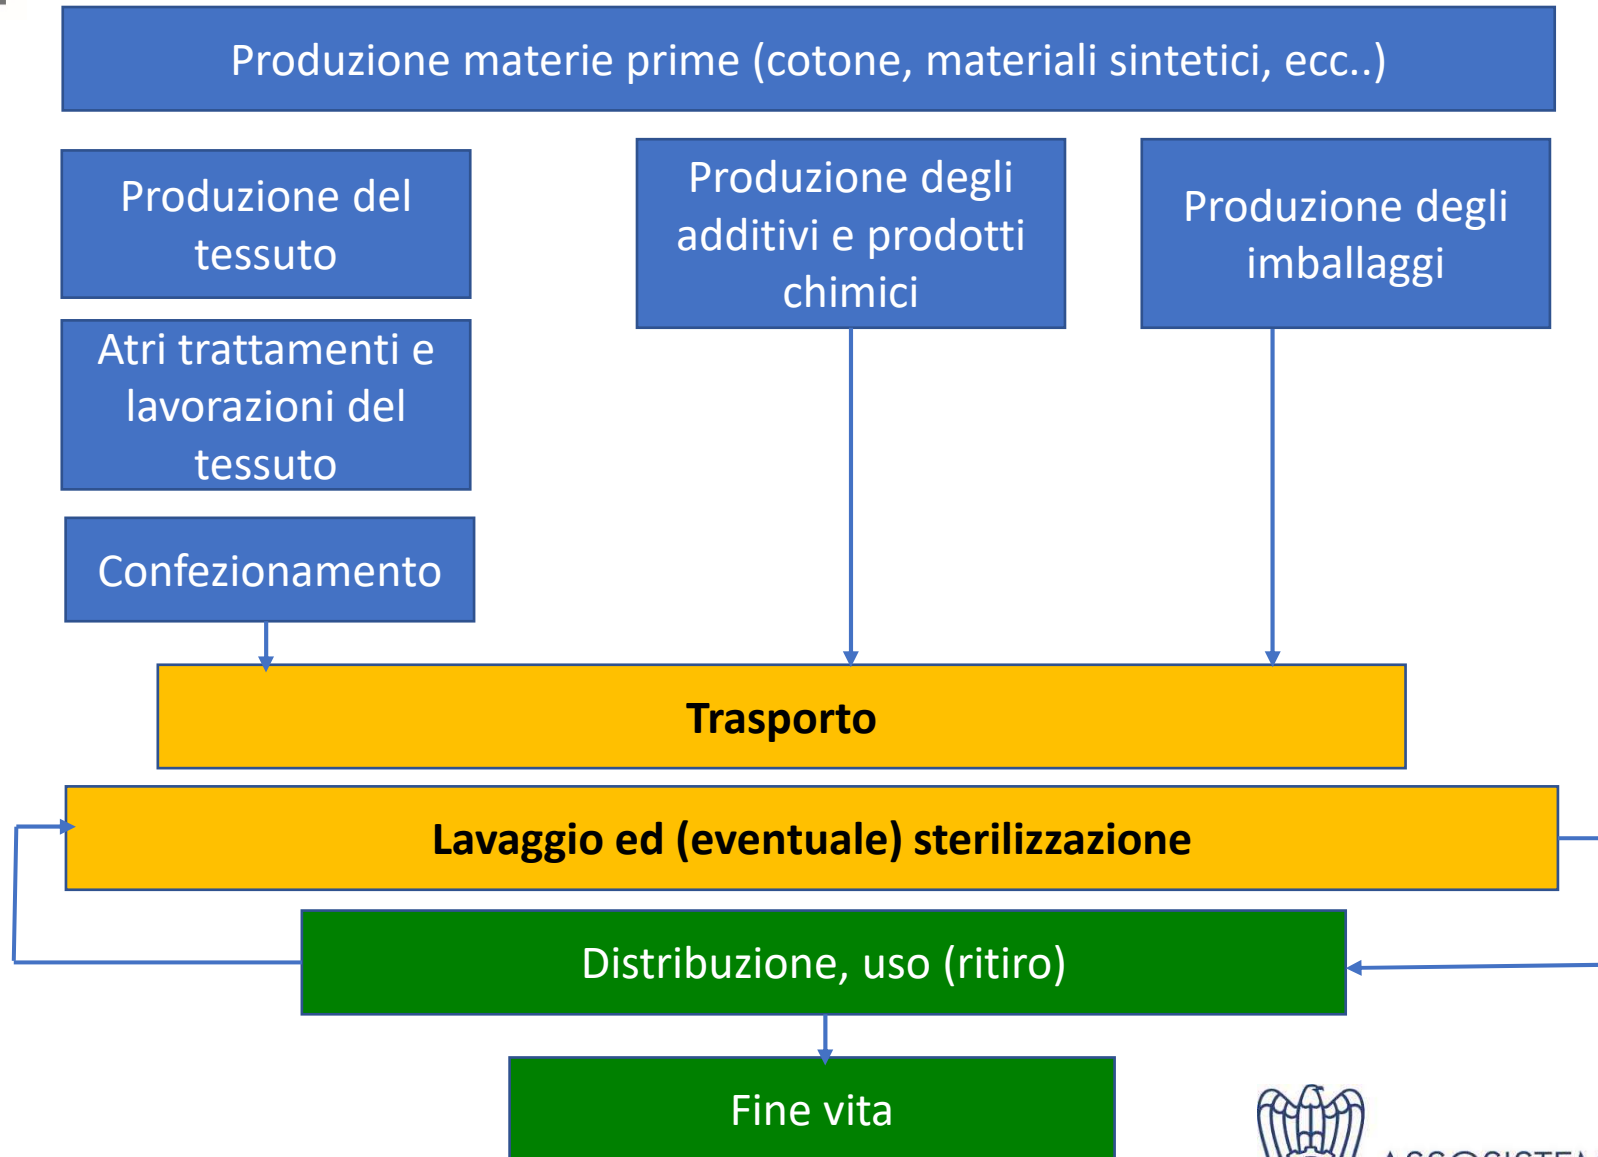 Produzione materie prime (cotone, materiali sintetici, ecc..)
Produzione del
tessuto
Produzione degli
additivi e prodotti
chimici
Produzione degli
imballaggi
Atri trattamenti e
lavorazioni del
tessuto
Confezionamento
Trasporto
Lavaggio ed (eventuale) sterilizzazione
Distribuzione, uso (ritiro)
Fine vita